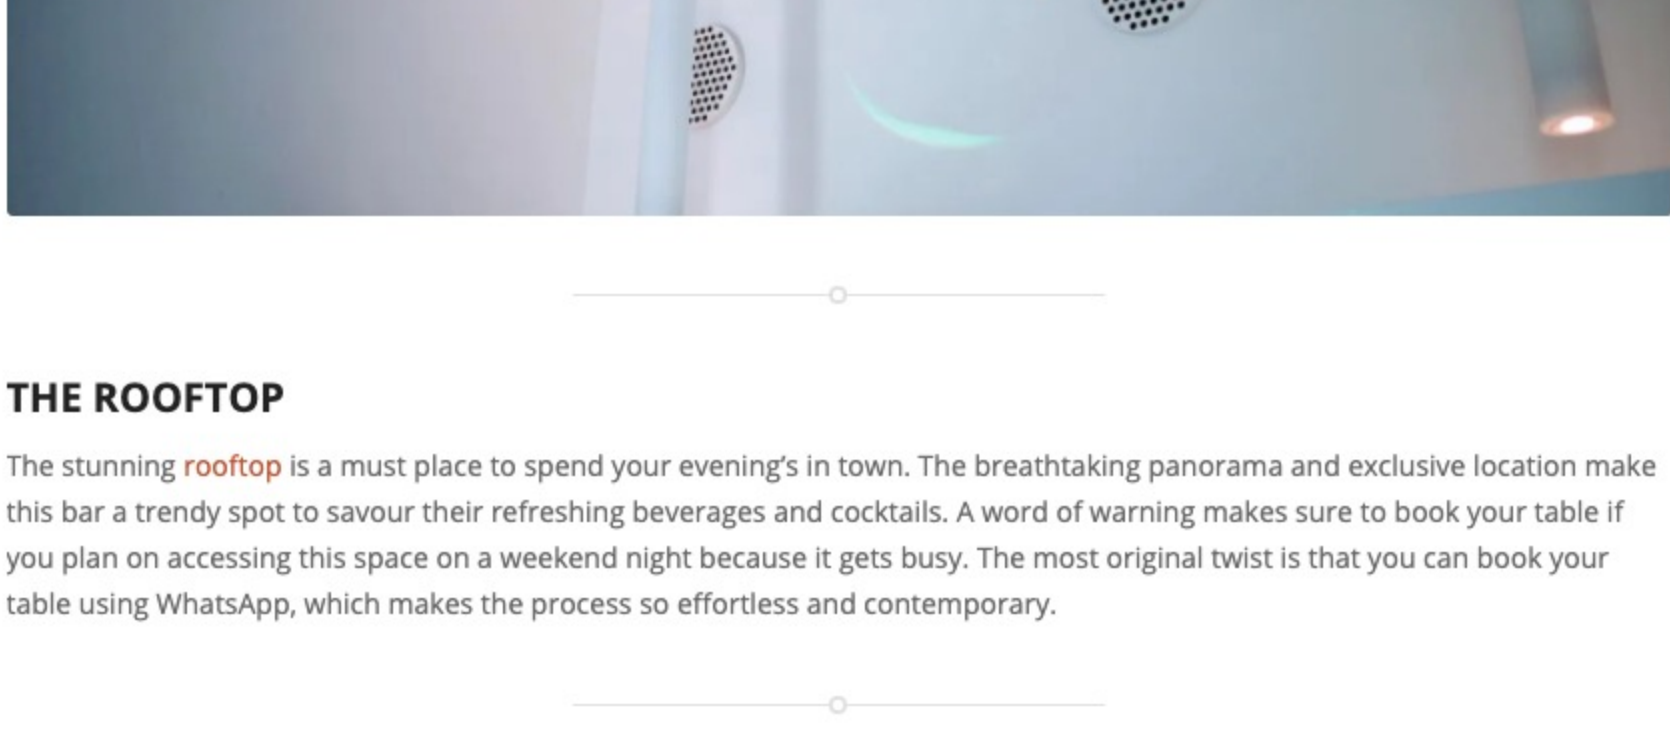 THE ROOFTOP
The stunning rooftop is a must place to spend your evening’s in town. The breathtaking panorama and exclusive location make
this bar a trendy spot to savour their refreshing beverages and cocktails. A word of warning makes sure to book your table if
you plan on accessing this space on a weekend night because it gets busy. The most original twist is that you can book your
table using WhatsApp, which makes the process so effortless and contemporary.